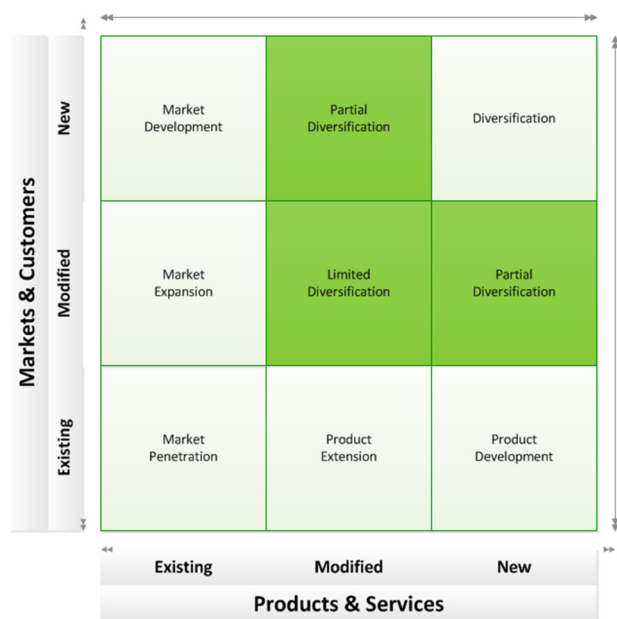 Markets & Customers
New
Market
Development
Partial
Diversification
Diversification
Modified
Market
Expansion
Limited
Diversification
Partial
Diversification
Existing
Market
Penetration
Product
Extension
Product
Development
Existing
Modified
New
Products & Services